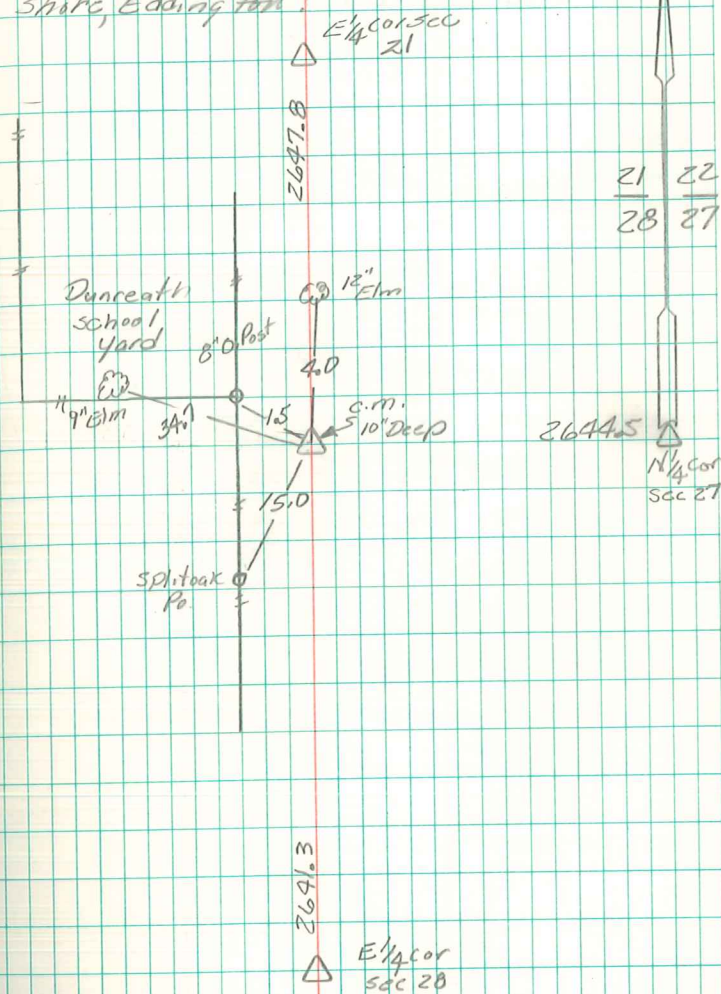 Shore, Eddington.
E1/4 cor sec
21
2647.8
21 22
28 27
Dunreath
school
yard
8" Post
12"
Elm
4.0
9" Elm
34.7
1.5
c.m.
10" Deep
2644.5
N1/4 cor
sec 27
15.0
Split oak
Po.
2641.3
E1/4 cor
sec 28